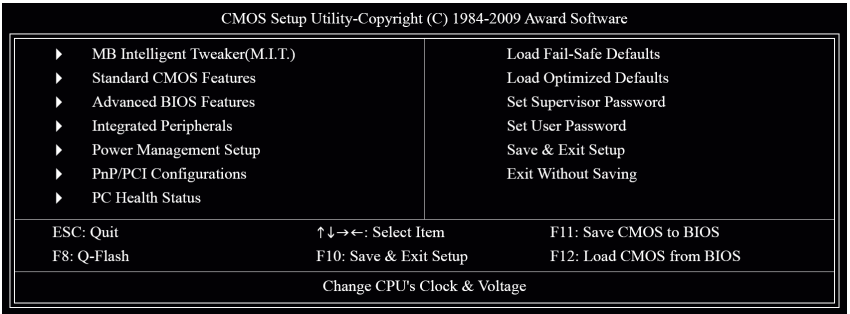 CMOS Setup Utility-Copyright (C) 1984-2009 Award Software
MB Intelligent Tweaker(M.I.T.)
Standard CMOS Features
Advanced BIOS Features
Integrated Peripherals
Power Management Setup
PnP/PCI Configurations
PC Health Status
Load Fail-Safe Defaults
Load Optimized Defaults
Set Supervisor Password
Set User Password
Save & Exit Setup
Exit Without Saving
ESC: Quit ↑↓→←: Select Item F11: Save CMOS to BIOS
F8: Q-Flash F10: Save & Exit Setup F12: Load CMOS from BIOS
Change CPU's Clock & Voltage